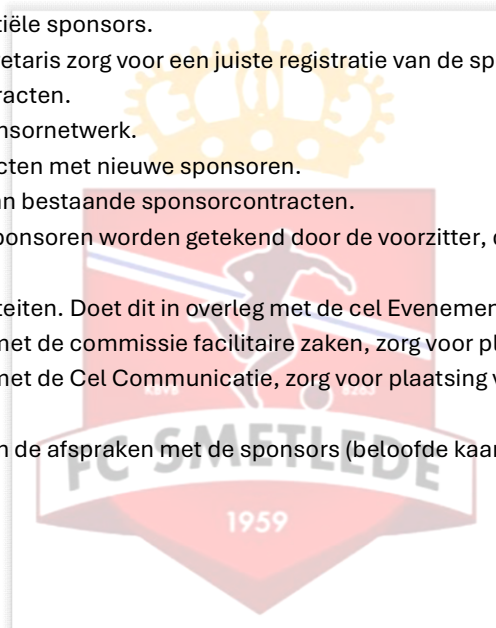 tiële sponsors.
etaris zorg voor een juiste registratie van de sp
racten.
nsornetwerk.
cten met nieuwe sponsoren.
n bestaande sponsorcontracten.
ponsoren worden getekend door de voorzitter,
teiten. Doet dit in overleg met de cel Evenemen
met de commissie facilitaire zaken, zorg voor pl
met de Cel Communicatie, zorg voor plaatsing v
n de afspraken met de sponsors (beloofde kaar
KBVB
FC SMETLEDE
1959